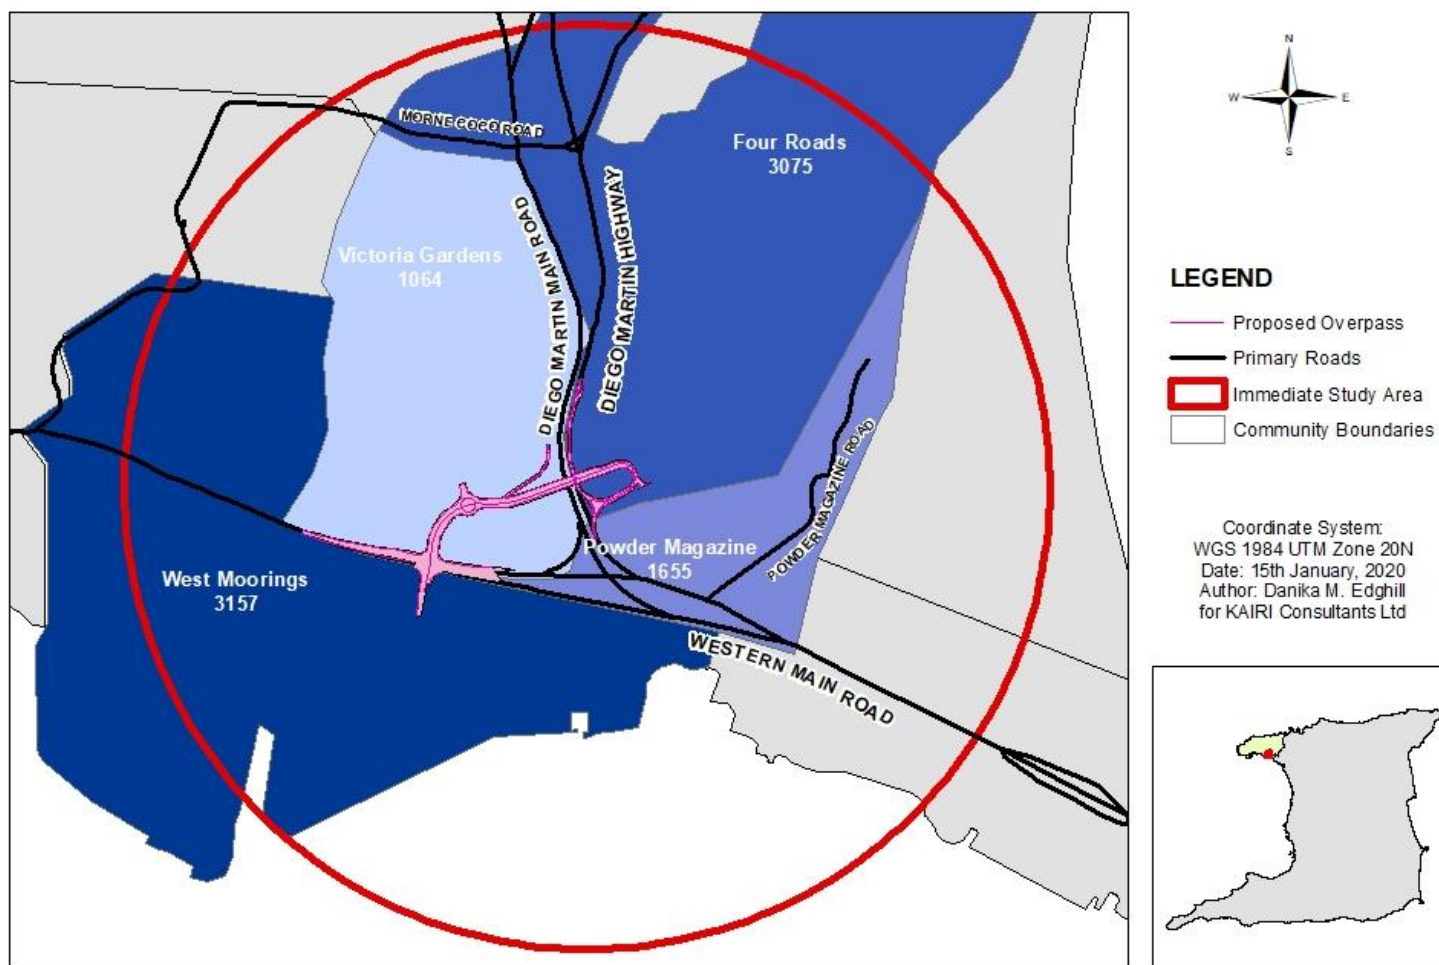 MORNE COCO ROAD
Four Roads
3075
DIEGO MARTIN MAIN ROAD
DIEGO MARTIN HIGHWAY
Victoria Gardens
1064
POWDER MAGAZINE ROAD
Powder Magazine
1655
West Moorings
3157
WESTERN MAIN ROAD
N
W
E
S
LEGEND
Proposed Overpass
Primary Roads
Immediate Study Area
Community Boundaries
Coordinate System:
WGS 1984 UTM Zone 20N
Date: 15th January, 2020
Author: Danika M. Edghill
for KAIRI Consultants Ltd